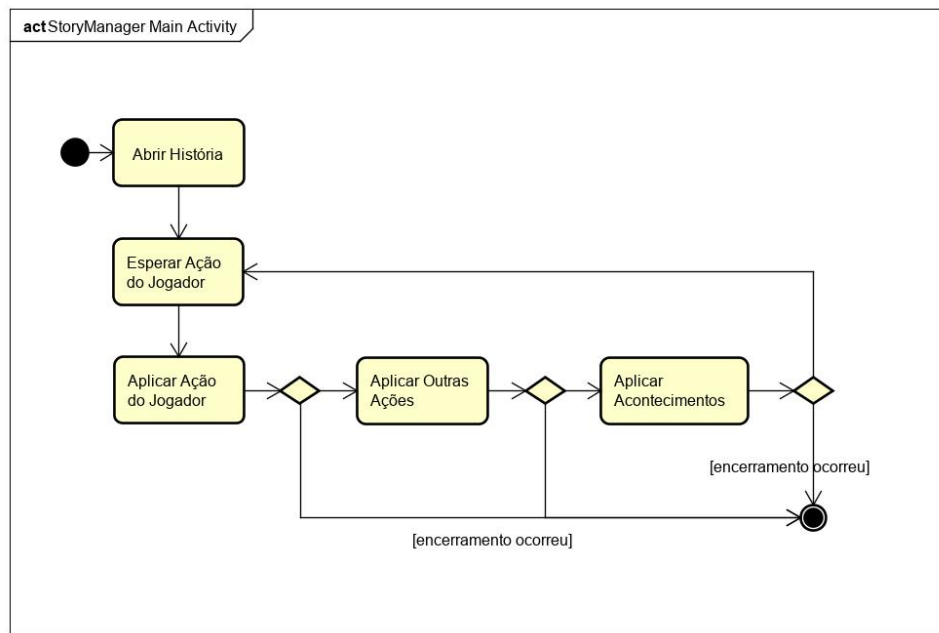 act StoryManager Main Activity
Abrir História
Esperar Ação
do Jogador
Aplicar Ação
do Jogador
Aplicar Outras
Ações
Aplicar
Acontecimentos
[encerramento ocorreu]
[encerramento ocorreu]